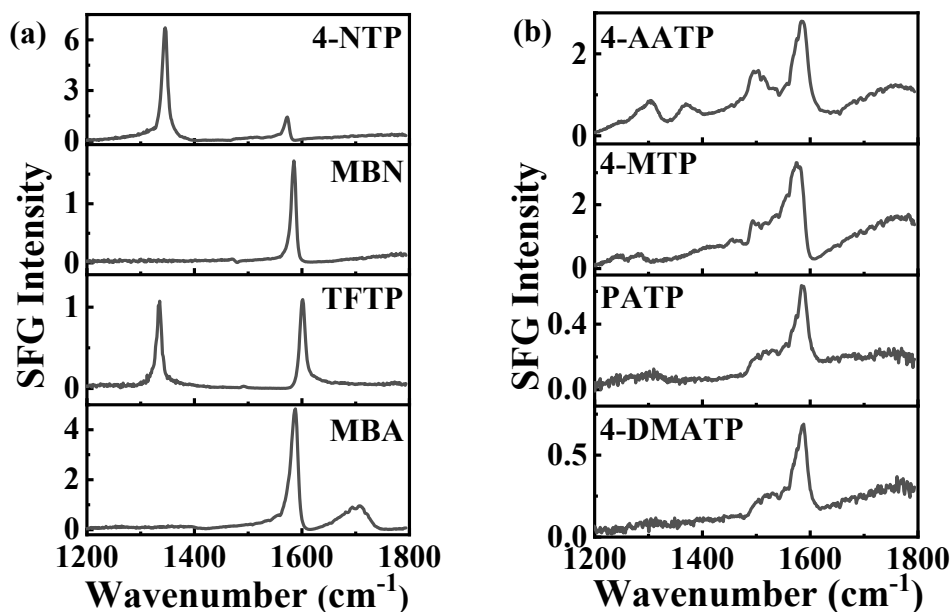 (a)
4-NTP
6
3
0
MBN
1
0
TFTP
1
0
MBA
4
2
0
1200 1400 1600 1800
Wavenumber (cm⁻¹)
SFG Intensity
(b)
4-AATP
2
0
4-MTP
2
0
PATP
0.4
0.0
4-DMATP
0.5
0.0
1200 1400 1600 1800
Wavenumber (cm⁻¹)
SFG Intensity